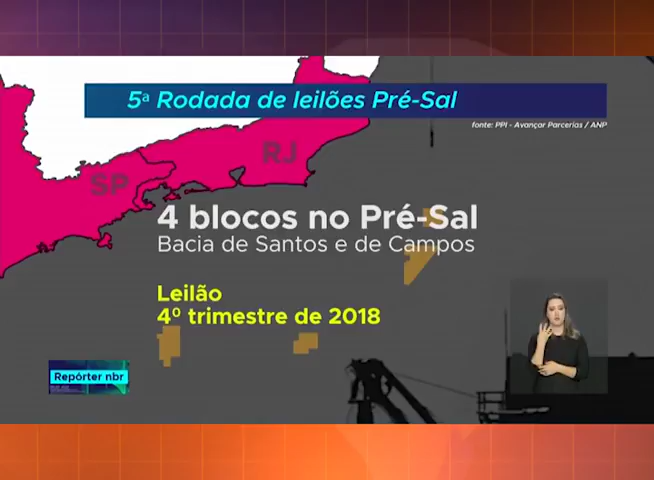 5ª Rodada de leilões Pré-Sal
fonte: PPI - Avançar Parcerias / ANP
RJ
SP
4 blocos no Pré-Sal
Bacia de Santos e de Campos
Leilão
4º trimestre de 2018
Repórter nbr